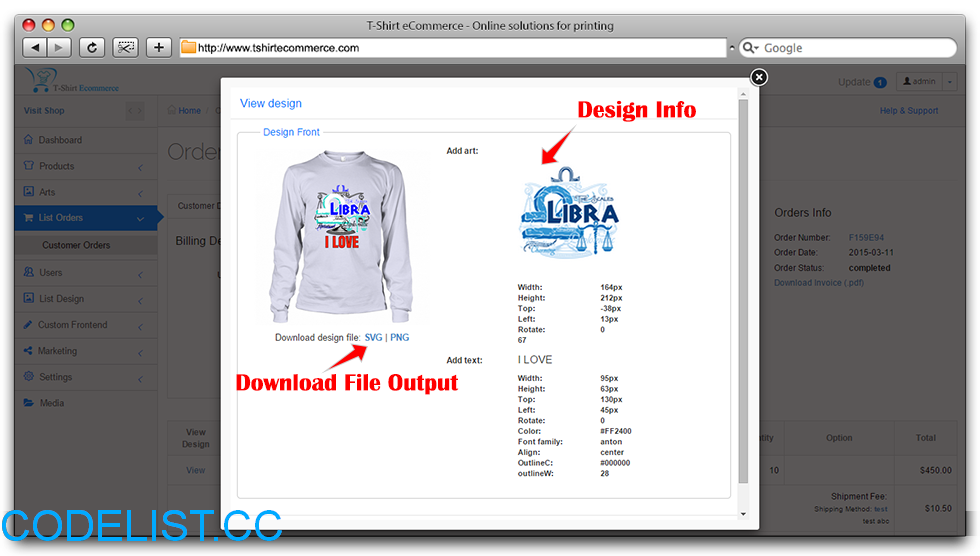 T-Shirt eCommerce - Online solutions for printing
http://www.tshirtecommerce.com
Google
T-Shirt Ecommerce
Update 1
admin
Visit Shop
Home
Help & Support
Dashboard
Products
Arts
List Orders
Customer Orders
Users
List Design
Custom Frontend
Marketing
Settings
Media
Order
Customer D
Billing De
View design
Design Info
Design Front
Add art:
THE SCALES
LIBRA
LIBRA
I LOVE
Width: 164px
Height: 212px
Top: -38px
Left: 13px
Rotate: 0
67
Download design file: SVG | PNG
Download File Output
Add text:
I LOVE
Width: 95px
Height: 63px
Top: 130px
Left: 45px
Rotate: 0
Color: #FF2400
Font family: anton
Align: center
OutlineC: #000000
outlineW: 28
Orders Info
Order Number: F159E94
Order Date: 2015-03-11
Order Status: completed
Download Invoice (.pdf)
View Design
ntity
Option
Total
View
10
$450.00
Shipment Fee:
Shipping Method: test
test abc
$10.50
CODELIST.CC